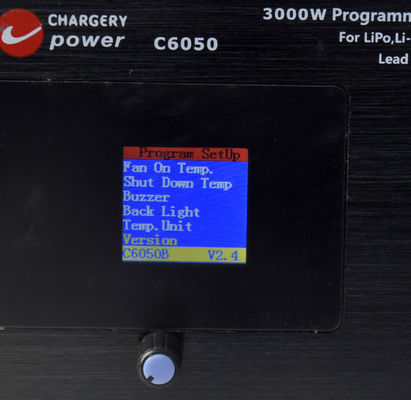 CHARGERY
power
C6050
3000W Programm
For LiPo,Li-
Lead
Program SetUp
Fan On Temp.
Shut Down Temp
Buzzer
Back Light
Temp.Unit
Version
C6050B V2.4